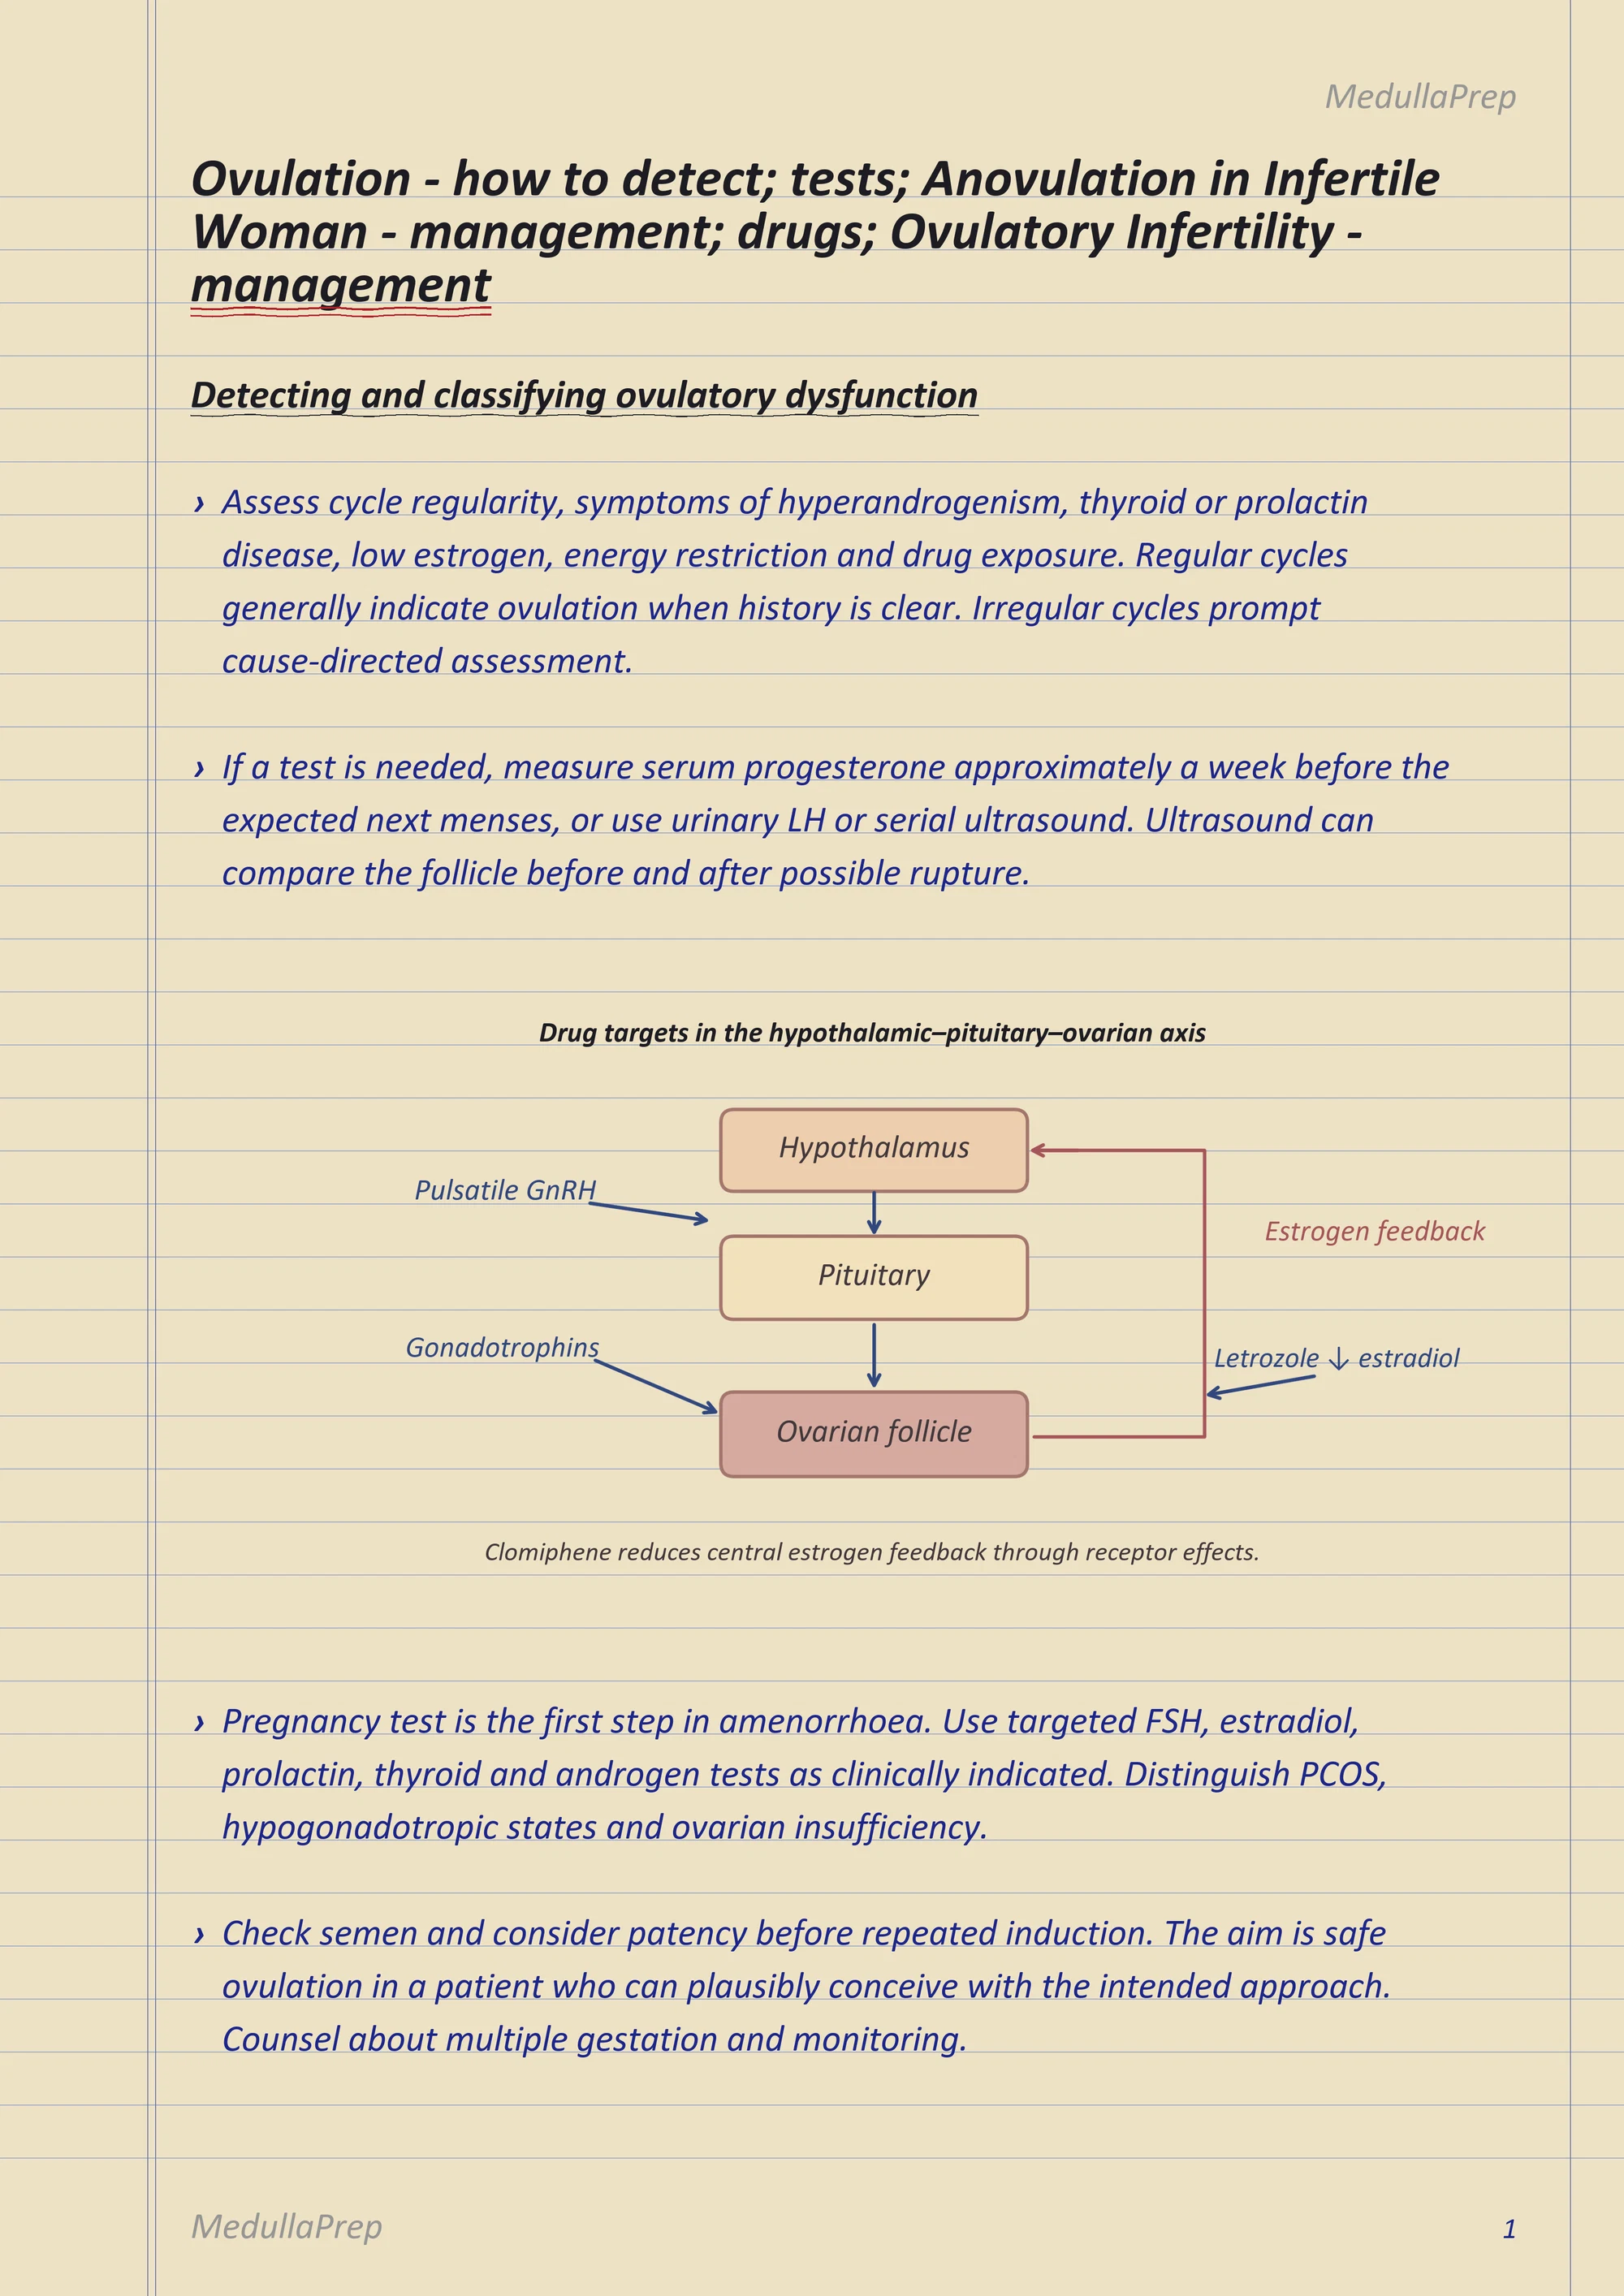 MedullaPrep
Ovulation - how to detect; tests; Anovulation in Infertile
Woman - management; drugs; Ovulatory Infertility -
management
Detecting and classifying ovulatory dysfunction
› Assess cycle regularity, symptoms of hyperandrogenism, thyroid or prolactin
disease, low estrogen, energy restriction and drug exposure. Regular cycles
generally indicate ovulation when history is clear. Irregular cycles prompt
cause-directed assessment.
› If a test is needed, measure serum progesterone approximately a week before the
expected next menses, or use urinary LH or serial ultrasound. Ultrasound can
compare the follicle before and after possible rupture.
Drug targets in the hypothalamic–pituitary–ovarian axis
Hypothalamus
Pulsatile GnRH
Estrogen feedback
Pituitary
Gonadotrophins
Letrozole ↓ estradiol
Ovarian follicle
Clomiphene reduces central estrogen feedback through receptor effects.
› Pregnancy test is the first step in amenorrhoea. Use targeted FSH, estradiol,
prolactin, thyroid and androgen tests as clinically indicated. Distinguish PCOS,
hypogonadotropic states and ovarian insufficiency.
› Check semen and consider patency before repeated induction. The aim is safe
ovulation in a patient who can plausibly conceive with the intended approach.
Counsel about multiple gestation and monitoring.
MedullaPrep
1